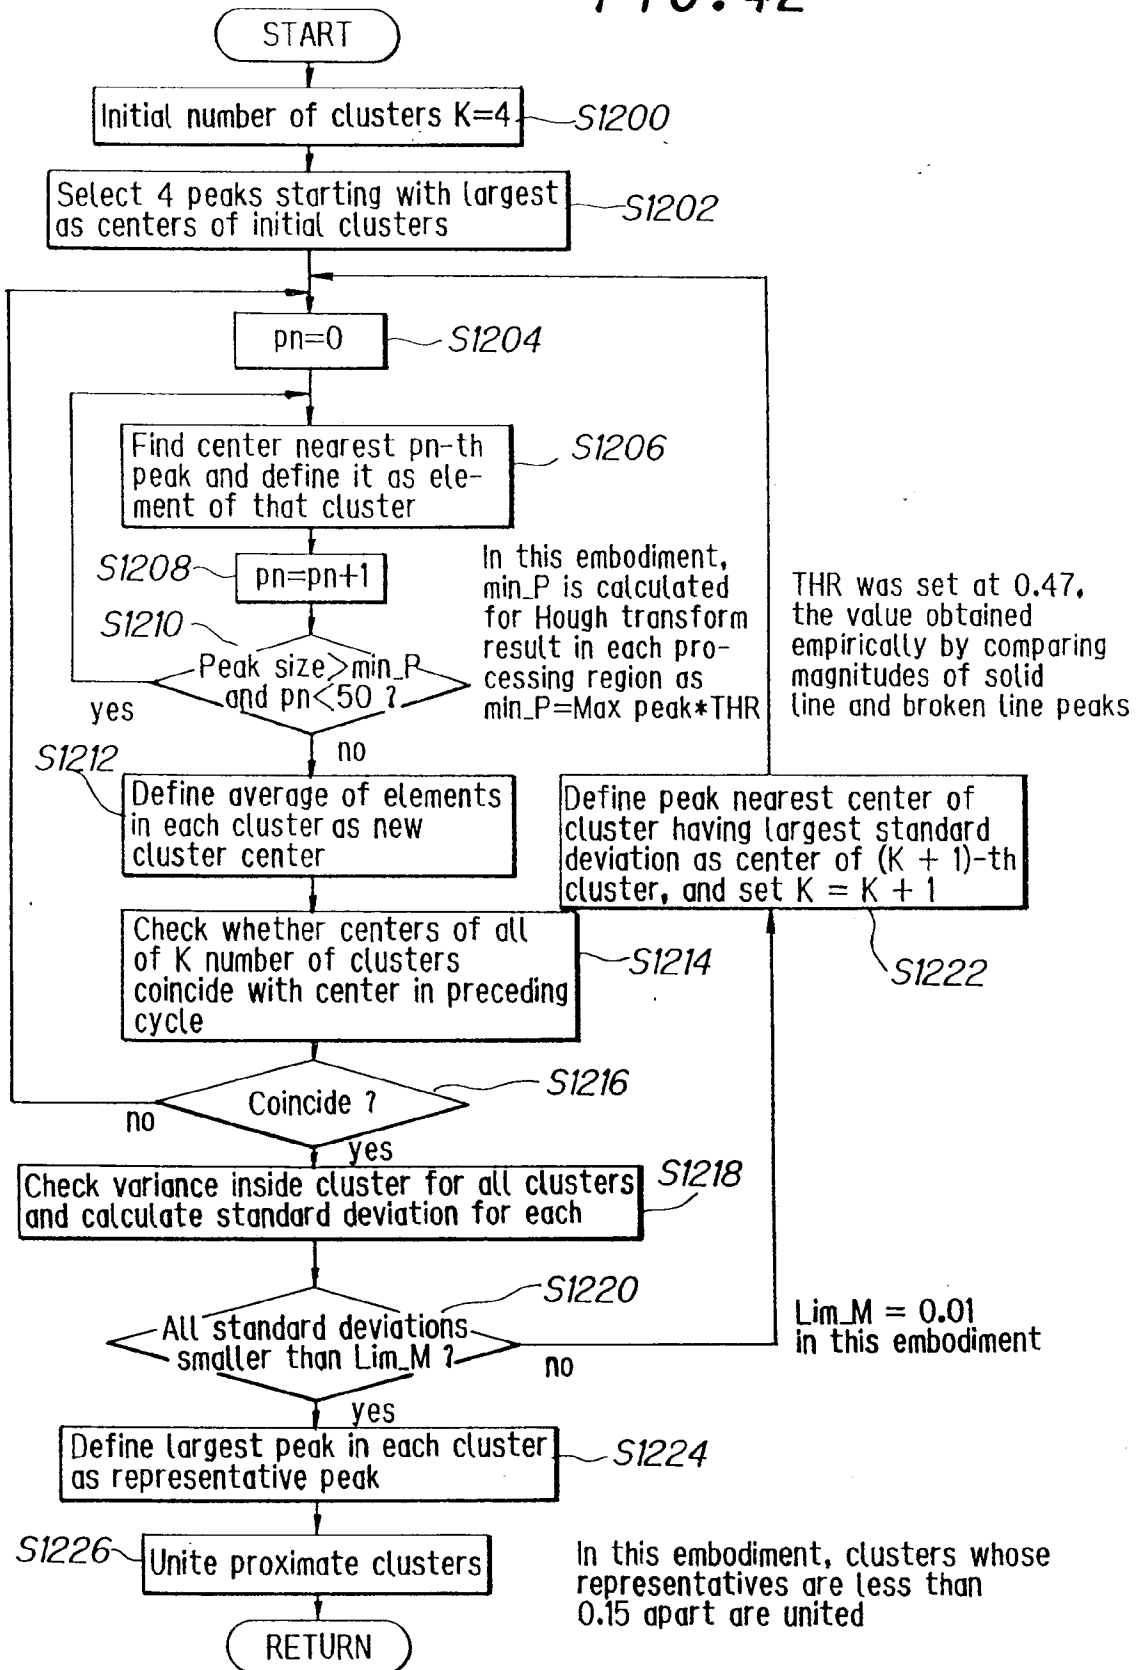 FIG. 42
START
Initial number of clusters K=4
S1200
Select 4 peaks starting with largest
as centers of initial clusters
S1202
pn=0
S1204
Find center nearest pn-th
peak and define it as ele-
ment of that cluster
S1206
S1208
pn=pn+1
In this embodiment,
min_P is calculated
for Hough transform
result in each pro-
cessing region as
min_P=Max peak*THR
THR was set at 0.47,
the value obtained
empirically by comparing
magnitudes of solid
line and broken line peaks
S1210
Peak size>min_P
and pn<50 ?
yes
no
S1212
Define average of elements
in each cluster as new
cluster center
Define peak nearest center of
cluster having largest standard
deviation as center of (K + 1)-th
cluster, and set K = K + 1
S1222
Check whether centers of all
of K number of clusters
coincide with center in preceding
cycle
S1214
Coincide ?
S1216
no
yes
Check variance inside cluster for all clusters
and calculate standard deviation for each
S1218
All standard deviations
smaller than Lim_M ?
S1220
no
yes
Lim_M = 0.01
in this embodiment
Define largest peak in each cluster
as representative peak
S1224
S1226
Unite proximate clusters
In this embodiment, clusters whose
representatives are less than
0.15 apart are united
RETURN